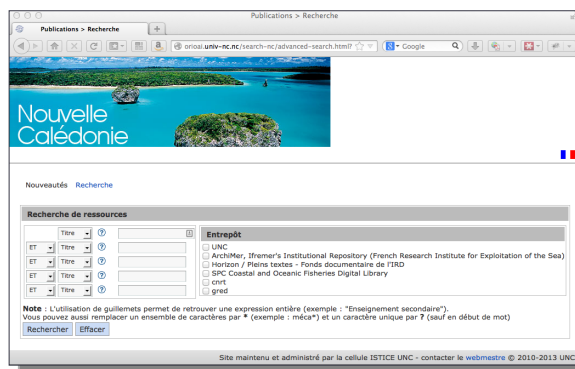 Publications > Recherche
Publications > Recherche
orioai.univ-nc.nc/search-nc/advanced-search.html?
Google
Nouvelle
Calédonie
Nouveautés Recherche
Recherche de ressources
Titre
ET Titre
ET Titre
ET Titre
ET Titre
Entrepôt
UNC
ArchiMer, Ifremer's Institutional Repository (French Research Institute for Exploitation of the Sea)
Horizon / Pleins textes - Fonds documentaire de l'IRD
SPC Coastal and Oceanic Fisheries Digital Library
cnrt
gred
Note : L'utilisation de guillemets permet de retrouver une expression entière (exemple : "Enseignement secondaire").
Vous pouvez aussi remplacer un ensemble de caractères par * (exemple : méca*) et un caractère unique par ? (sauf en début de mot)
Rechercher Effacer
Site maintenu et administré par la cellule ISTICE UNC - contacter le webmestre © 2010-2013 UNC